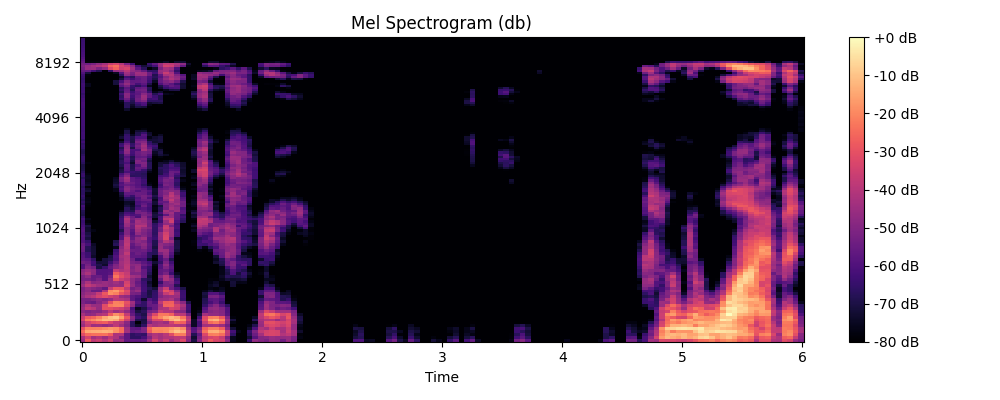 Mel Spectrogram (db)
Hz
8192
4096
2048
1024
512
0
0 1 2 3 4 5 6
Time
+0 dB
-10 dB
-20 dB
-30 dB
-40 dB
-50 dB
-60 dB
-70 dB
-80 dB